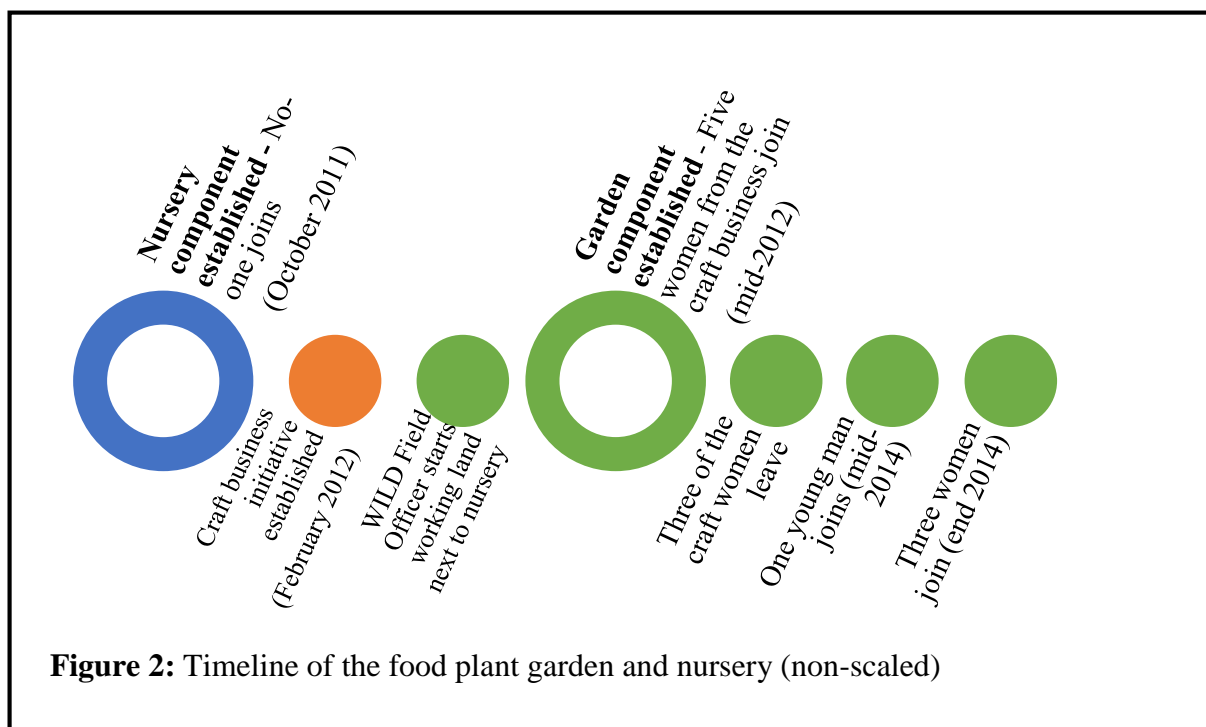 Nursery
component
established - No-
one joins
(October 2011)
Craft business
initiative
established
(February 2012)
WILD Field
Officer starts
working land
next to nursery
Garden
component
established - Five
women from the
craft business join
(mid-2012)
Three of the
craft women
leave
One young man
joins (mid-
2014)
Three women
join (end 2014)
Figure 2: Timeline of the food plant garden and nursery (non-scaled)